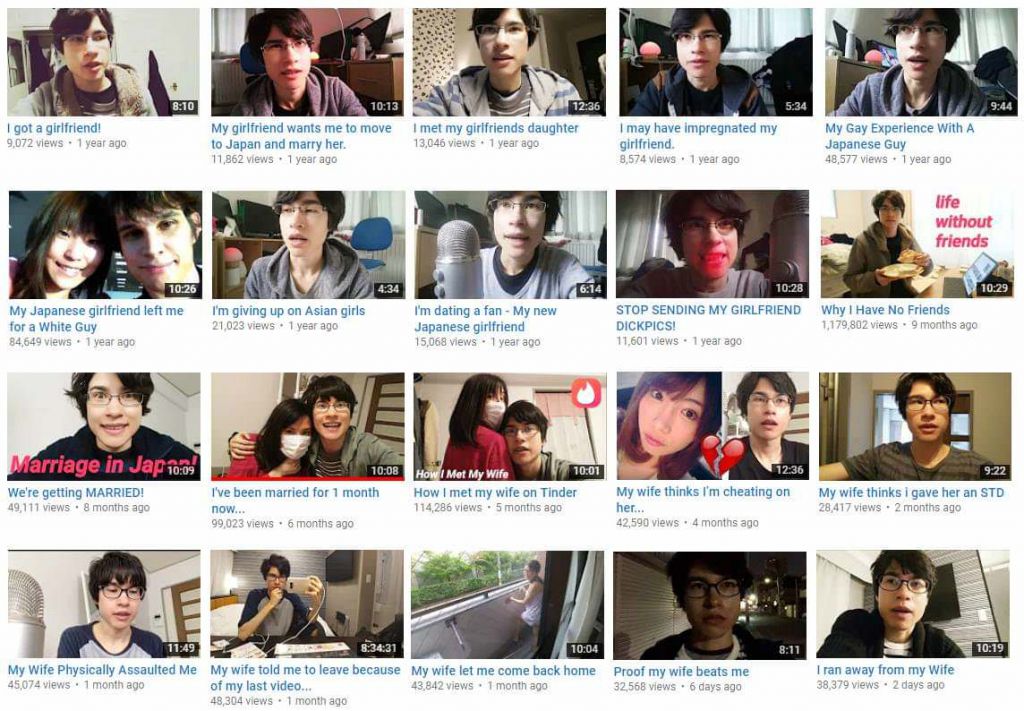 8:10
10:13
12:36
5:34
9:44
I got a girlfriend!
9,072 views • 1 year ago
My girlfriend wants me to move
to Japan and marry her.
11,862 views • 1 year ago
I met my girlfriends daughter
13,046 views • 1 year ago
I may have impregnated my
girlfriend.
8,574 views • 1 year ago
My Gay Experience With A
Japanese Guy
48,577 views • 1 year ago
10:26
4:34
6:14
10:28
life
without
friends
10:29
My Japanese girlfriend left me
for a White Guy
84,649 views • 1 year ago
I'm giving up on Asian girls
21,023 views • 1 year ago
I'm dating a fan - My new
Japanese girlfriend
15,068 views • 1 year ago
STOP SENDING MY GIRLFRIEND
DICKPICS!
11,601 views • 1 year ago
Why I Have No Friends
1,179,802 views • 9 months ago
Marriage in Japan!
10:09
10:08
How I Met My Wife
10:01
12:36
9:22
We're getting MARRIED!
49,111 views • 8 months ago
I've been married for 1 month
now...
99,023 views • 6 months ago
How I met my wife on Tinder
114,286 views • 5 months ago
My wife thinks I'm cheating on
her...
42,590 views • 4 months ago
My wife thinks i gave her an STD
28,417 views • 2 months ago
11:49
8:34:31
10:04
8:11
10:19
My Wife Physically Assaulted Me
45,074 views • 1 month ago
My wife told me to leave because
of my last video...
48,304 views • 1 month ago
My wife let me come back home
43,842 views • 1 month ago
Proof my wife beats me
32,568 views • 6 days ago
I ran away from my Wife
38,379 views • 2 days ago